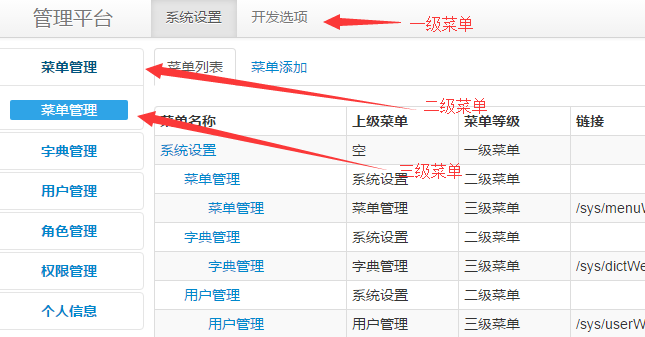 管理平台 系统设置 开发选项 一级菜单
菜单管理 菜单列表 菜单添加
菜单管理 二级菜单
菜单名称 上级菜单 菜单等级 链接
字典管理 系统设置 空 一级菜单
三级菜单
菜单管理 系统设置 二级菜单
用户管理
菜单管理 菜单管理 三级菜单 /sys/menuW
角色管理 字典管理 系统设置 二级菜单
权限管理 字典管理 字典管理 三级菜单 /sys/dictWe
用户管理 系统设置 二级菜单
个人信息
用户管理 用户管理 三级菜单 /sys/userW